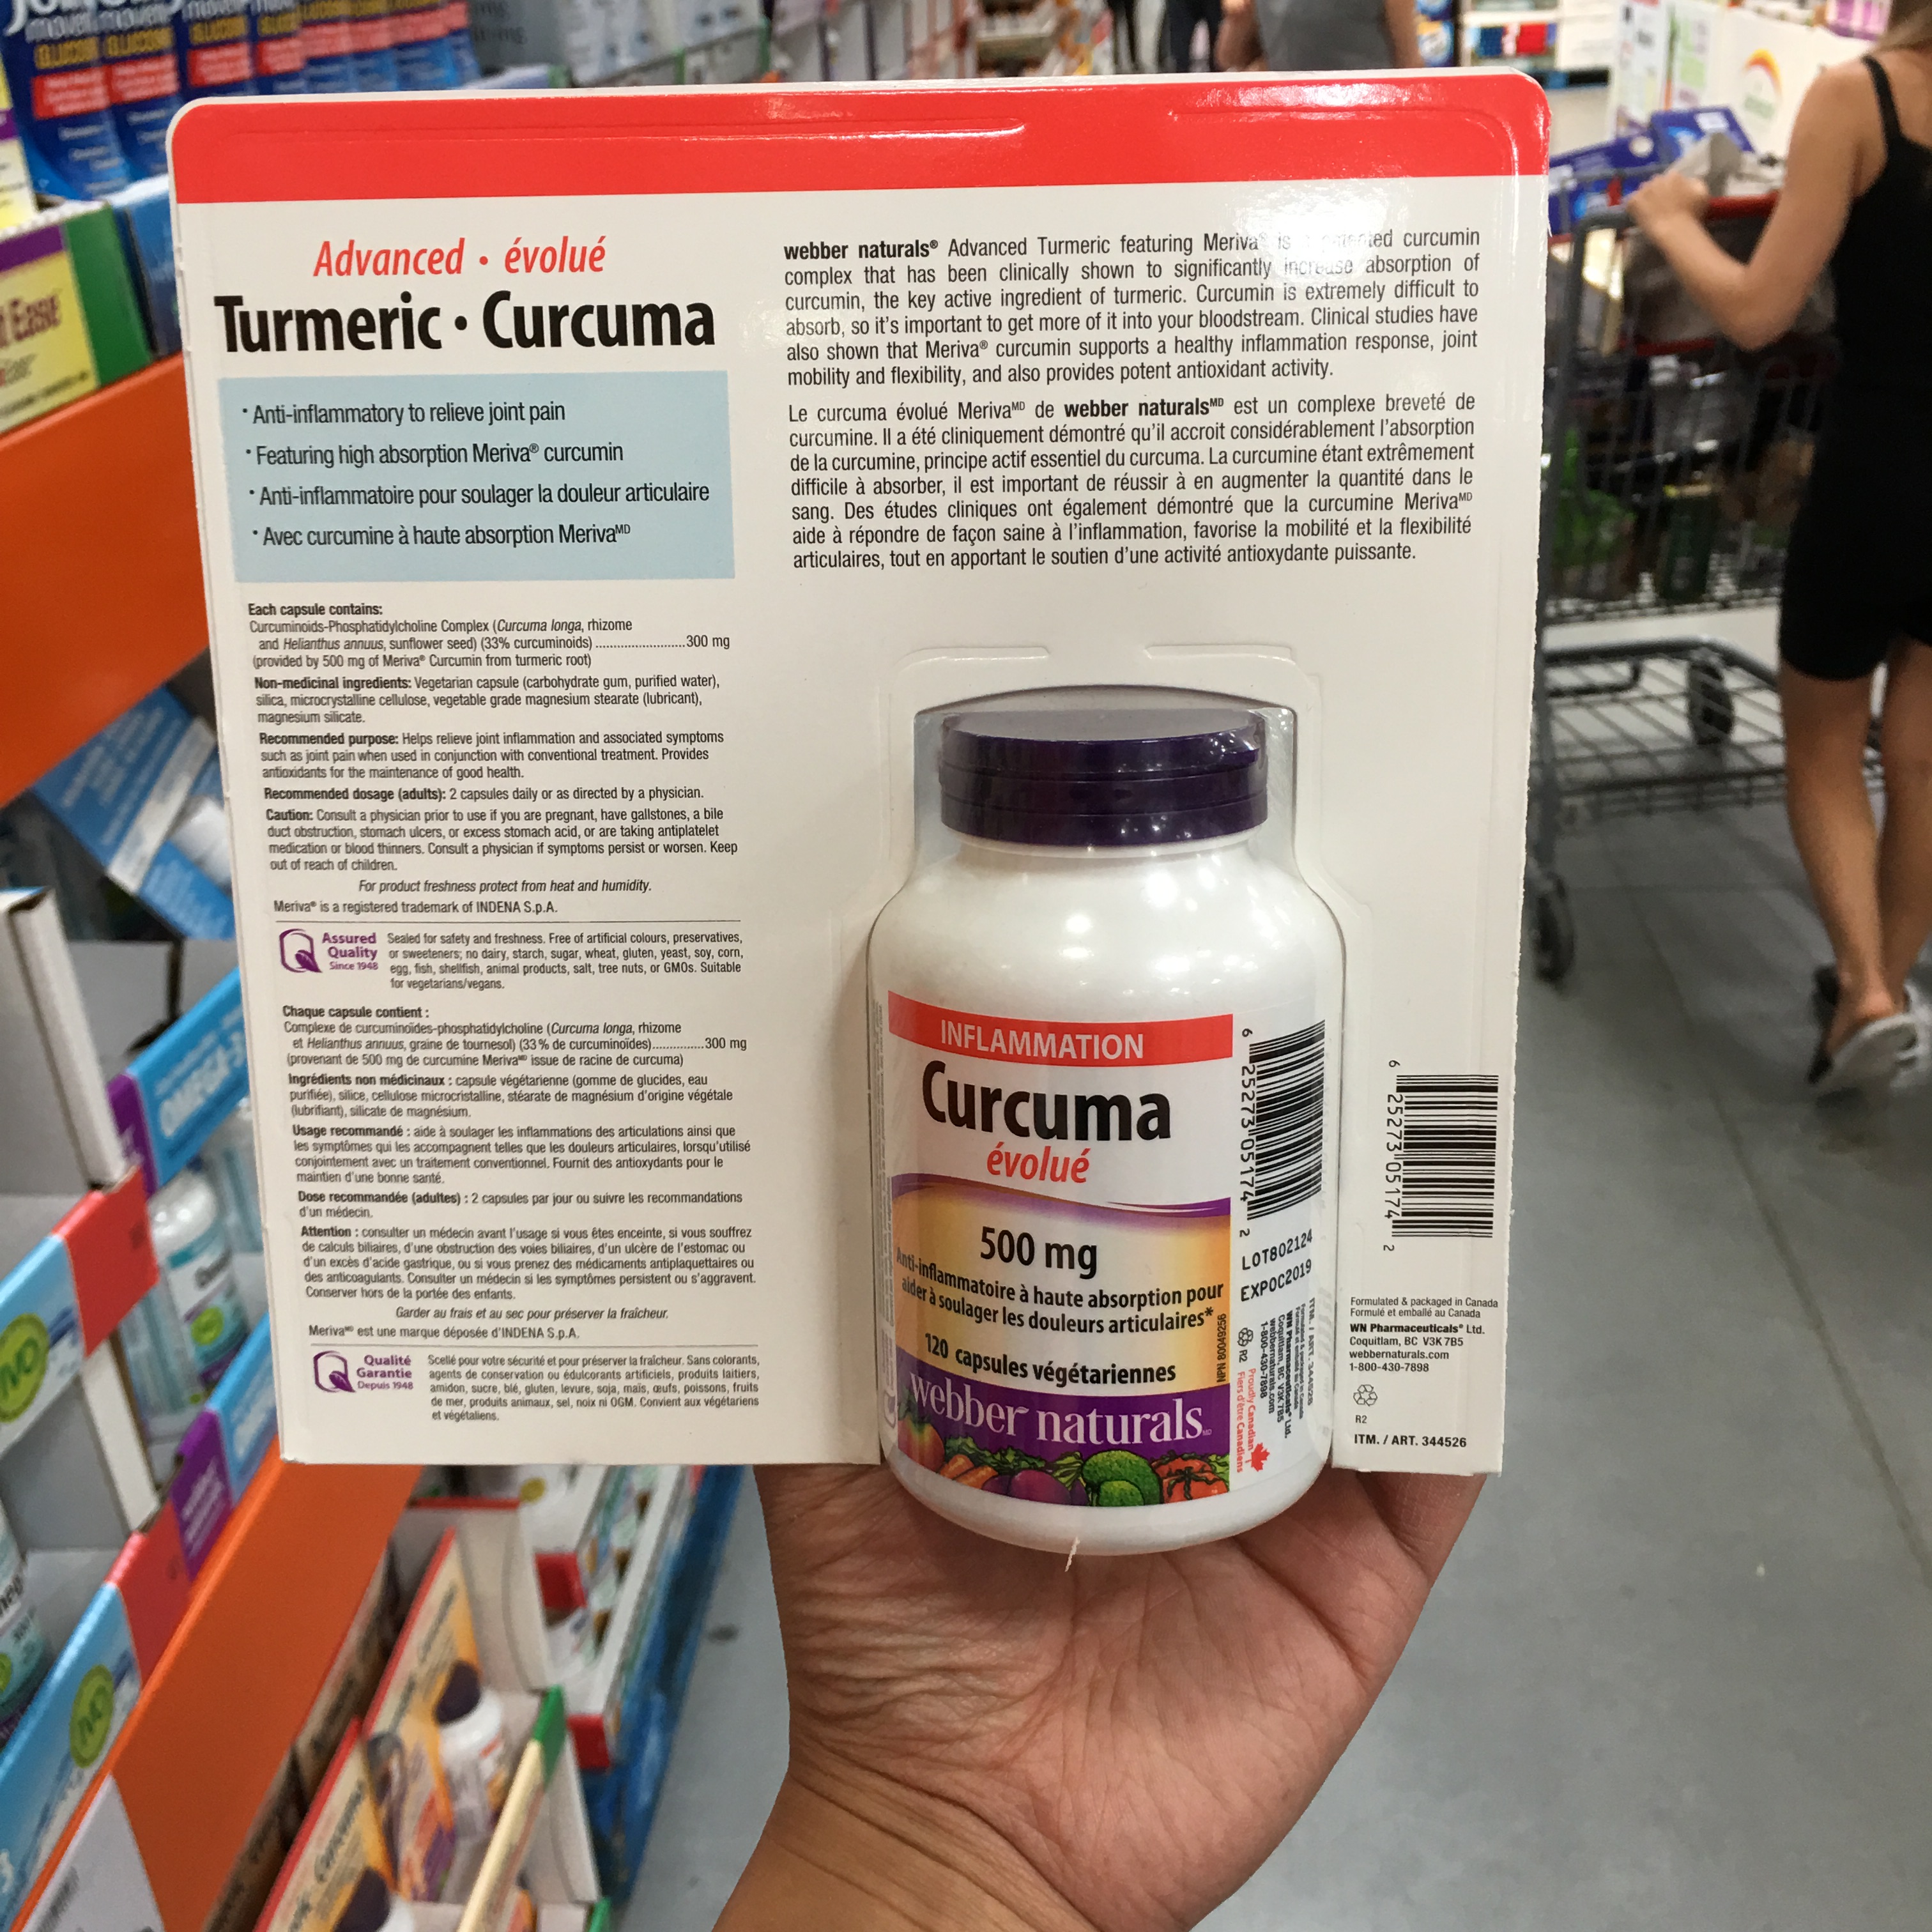 Advanced • évolué
Turmeric • Curcuma
• Anti-inflammatory to relieve joint pain
• Featuring high absorption Meriva® curcumin
• Anti-inflammatoire pour soulager la douleur articulaire
• Avec curcumine à haute absorption MerivaMD
Each capsule contains:
Curcuminoids-Phosphatidylcholine Complex (Curcuma longa, rhizome
and Helianthus annuus, sunflower seed) (33% curcuminoids) ..........................300 mg
(provided by 500 mg of Meriva® Curcumin from turmeric root)
Non-medicinal ingredients: Vegetarian capsule (carbohydrate gum, purified water),
silica, microcrystalline cellulose, vegetable grade magnesium stearate (lubricant),
magnesium silicate.
Recommended purpose: Helps relieve joint inflammation and associated symptoms
such as joint pain when used in conjunction with conventional treatment. Provides
antioxidants for the maintenance of good health.
Recommended dosage (adults): 2 capsules daily or as directed by a physician.
Caution: Consult a physician prior to use if you are pregnant, have gallstones, a bile
duct obstruction, stomach ulcers, or excess stomach acid, or are taking antiplatelet
medication or blood thinners. Consult a physician if symptoms persist or worsen. Keep
out of reach of children.
For product freshness protect from heat and humidity.
Meriva® is a registered trademark of INDENA S.p.A.
Assured
Quality
Since 1948
Sealed for safety and freshness. Free of artificial colours, preservatives,
or sweeteners; no dairy, starch, sugar, wheat, gluten, yeast, soy, corn,
egg, fish, shellfish, animal products, salt, tree nuts, or GMOs. Suitable
for vegetarians/vegans.
Chaque capsule contient :
Complexe de curcuminoïdes-phosphatidylcholine (Curcuma longa, rhizome
et Helianthus annuus, graine de tournesol) (33 % de curcuminoïdes)...............300 mg
(provenant de 500 mg de curcumine MerivaMD issue de racine de curcuma)
Ingrédients non médicinaux : capsule végétarienne (gomme de glucides, eau
purifiée), silice, cellulose microcristalline, stéarate de magnésium d'origine végétale
(lubrifiant), silicate de magnésium.
Usage recommandé : aide à soulager les inflammations des articulations ainsi que
les symptômes qui les accompagnent telles que les douleurs articulaires, lorsqu'utilisé
conjointement avec un traitement conventionnel. Fournit des antioxydants pour le
maintien d'une bonne santé.
Dose recommandée (adultes) : 2 capsules par jour ou suivre les recommandations
d'un médecin.
Attention : consulter un médecin avant l'usage si vous êtes enceinte, si vous souffrez
de calculs biliaires, d'une obstruction des voies biliaires, d'un ulcère de l'estomac ou
d'un excès d'acide gastrique, ou si vous prenez des médicaments antiplaquettaires ou
des anticoagulants. Consulter un médecin si les symptômes persistent ou s'aggravent.
Conserver hors de la portée des enfants.
Garder au frais et au sec pour préserver la fraîcheur.
MerivaMD est une marque déposée d'INDENA S.p.A.
Qualité
Garantie
Depuis 1948
Scellé pour votre sécurité et pour préserver la fraîcheur. Sans colorants,
agents de conservation ou édulcorants artificiels, produits laitiers,
amidon, sucre, blé, gluten, levure, soja, maïs, œufs, poissons, fruits
de mer, produits animaux, sel, noix ni OGM. Convient aux végétariens
et végétaliens.
webber naturals® Advanced Turmeric featuring Meriva® is curcumin
complex that has been clinically shown to significantly increase absorption of
curcumin, the key active ingredient of turmeric. Curcumin is extremely difficult to
absorb, so it's important to get more of it into your bloodstream. Clinical studies have
also shown that Meriva® curcumin supports a healthy inflammation response, joint
mobility and flexibility, and also provides potent antioxidant activity.
Le curcuma évolué MerivaMD de webber naturalsMD est un complexe breveté de
curcumine. Il a été cliniquement démontré qu'il accroit considérablement l'absorption
de la curcumine, principe actif essentiel du curcuma. La curcumine étant extrêmement
difficile à absorber, il est important de réussir à en augmenter la quantité dans le
sang. Des études cliniques ont également démontré que la curcumine MerivaMD
aide à répondre de façon saine à l'inflammation, favorise la mobilité et la flexibilité
articulaires, tout en apportant le soutien d'une activité antioxydante puissante.
INFLAMMATION
Curcuma
évolué
500 mg
Anti-inflammatoire à haute absorption pour
aider à soulager les douleurs articulaires*
120 capsules végétariennes
webber naturals
NPN 80049256
6 25273 05174 2
LOT802124
EXPOC2019
ITM. / ART. 344526
WN Pharmaceuticals® Ltd.
Coquitlam, BC V3K 7B5
webbernaturals.com
1-800-430-7898
R2
Proudly Canadian
Fiers d'être Canadiens
6 25273 05174 2
Formulated & packaged in Canada
Formulé et emballé au Canada
WN Pharmaceuticals® Ltd.
Coquitlam, BC V3K 7B5
webbernaturals.com
1-800-430-7898
R2
ITM. / ART. 344526
t Ease
OMEGA-3